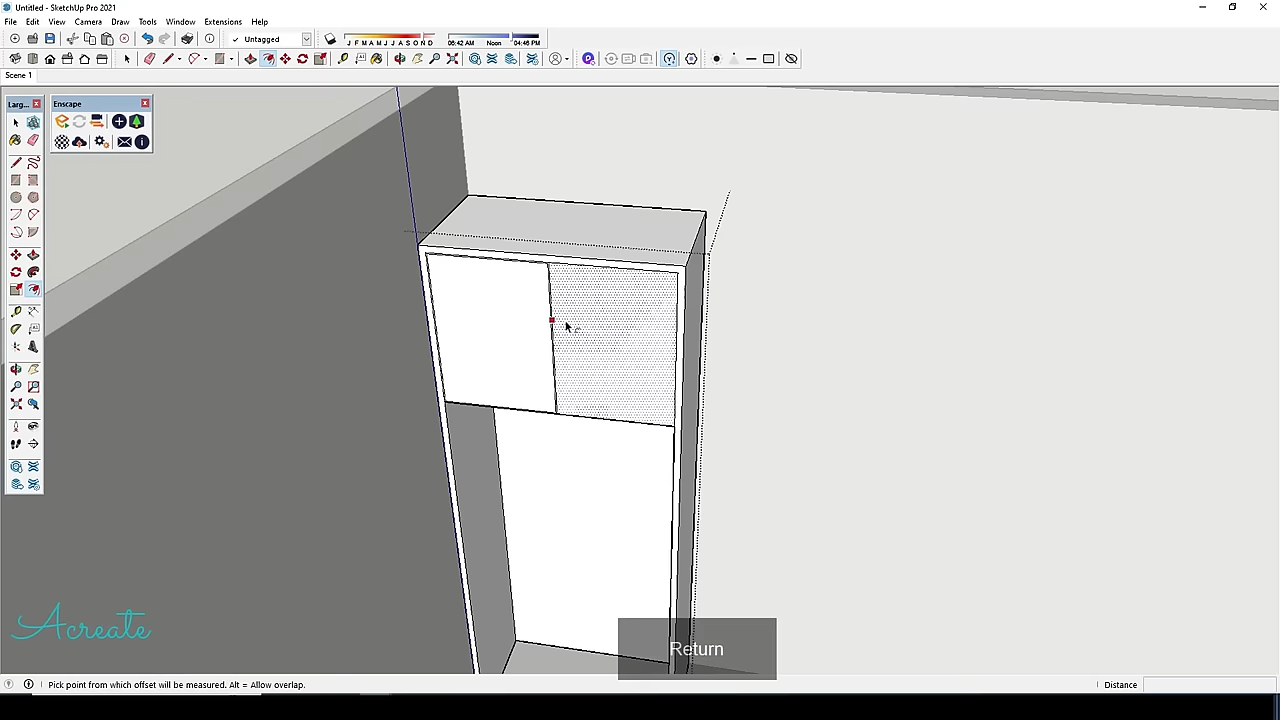 Untitled - SketchUp Pro 2021
File Edit View Camera Draw Tools Window Extensions Help
Untagged
J F M A M J J A S O N D
06:42 AM Noon 04:46 PM
Scene 1
Larg...
Enscape
Acreate
Return
Pick point from which offset will be measured. Alt = Allow overlap.
Distance